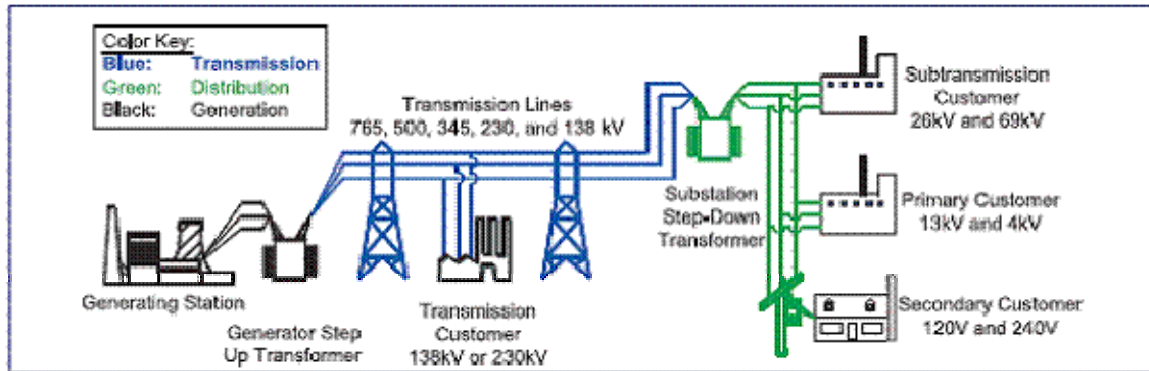 Color Key:
Blue: Transmission
Green: Distribution
Black: Generation
Transmission Lines
765, 500, 345, 230, and 138 kV
Subtransmission
Customer
26kV and 69kV
Substation
Step-Down
Transformer
Primary Customer
13kV and 4kV
Generating Station
Generator Step
Up Transformer
Transmission
Customer
138kV or 230kV
Secondary Customer
120V and 240V